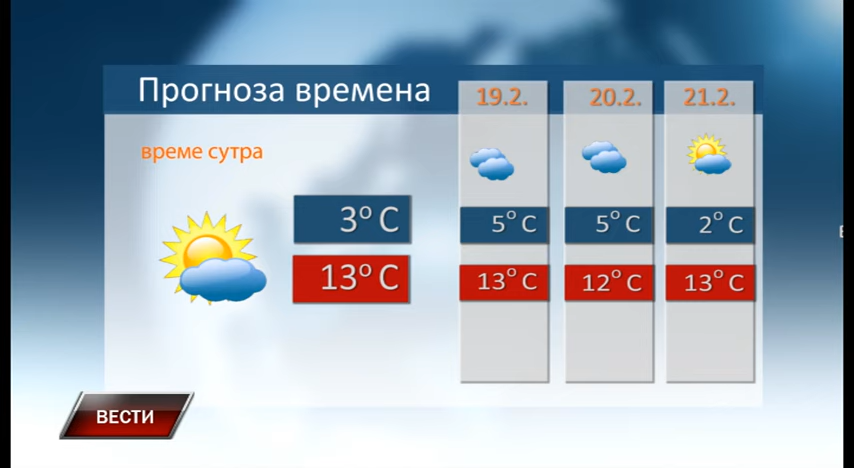 Прогноза времена
време сутра
3° C
13° C
19.2.
5° C
13° C
20.2.
5° C
12° C
21.2.
2° C
13° C
ВЕСТИ